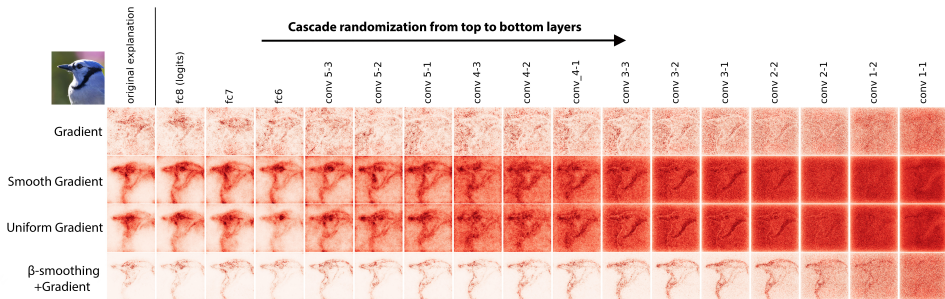 Cascade randomization from top to bottom layers
original explanation
fc8 (logits)
fc7
fc6
conv 5-3
conv 5-2
conv 5-1
conv 4-3
conv 4-2
conv_4-1
conv 3-3
conv 3-2
conv 3-1
conv 2-2
conv 2-1
conv 1-2
conv 1-1
Gradient
Smooth Gradient
Uniform Gradient
β-smoothing
+Gradient